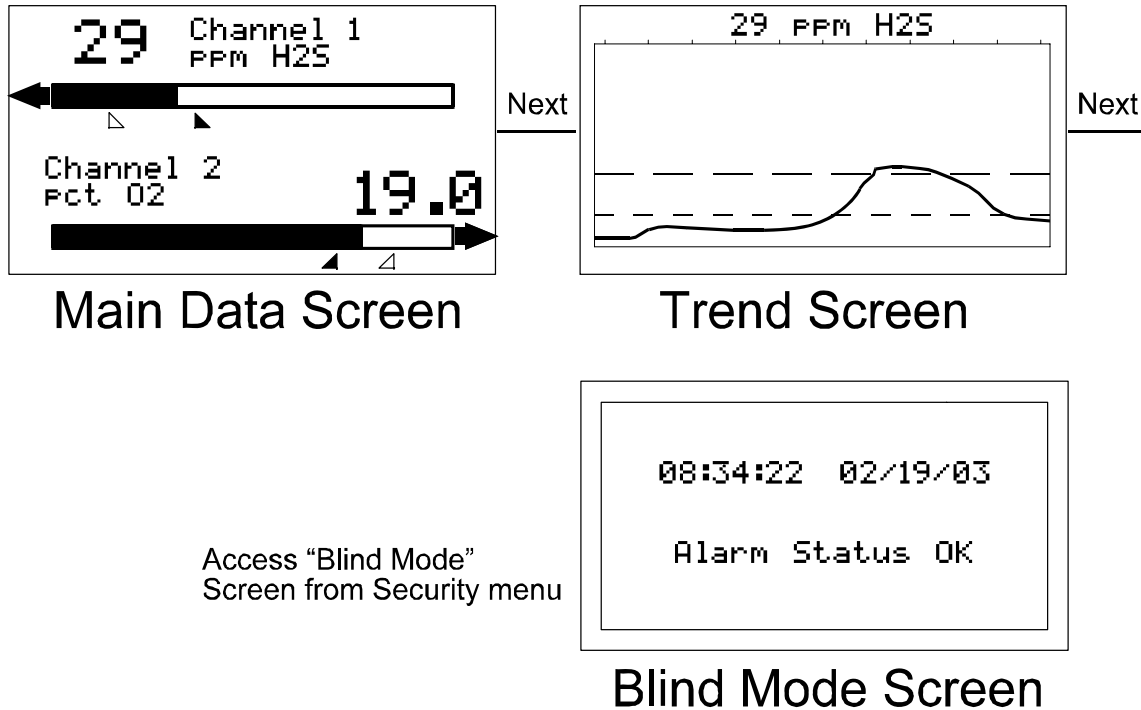 29 Channel 1
ppm H2S
Channel 2
pct O2
19.0
Next
29 ppm H2S
Next
Main Data Screen
Trend Screen
08:34:22 02/19/03
Alarm Status OK
Access “Blind Mode”
Screen from Security menu
Blind Mode Screen